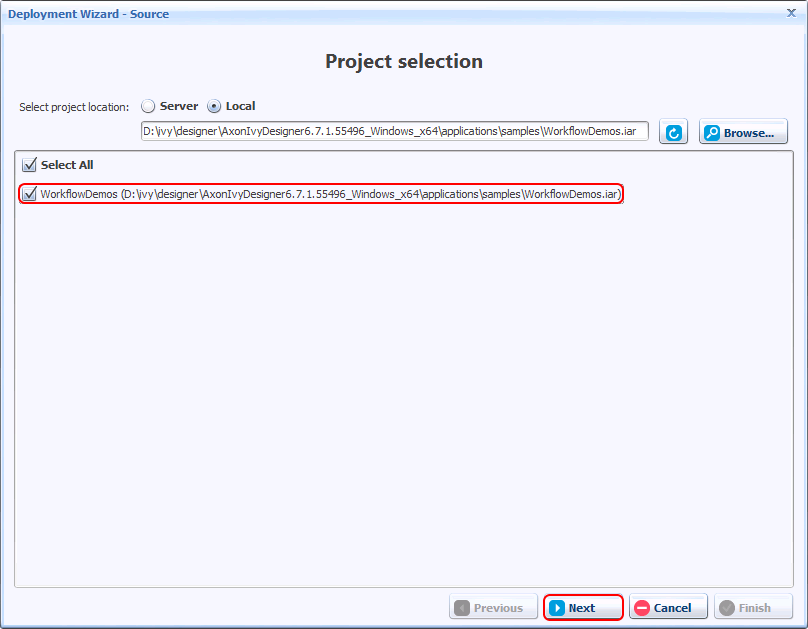 Deployment Wizard - Source
Project selection
Select project location: Server Local
D:\ivy\designer\AxonIvyDesigner6.7.1.55496_Windows_x64\applications\samples\WorkflowDemos.iar Browse...
Select All
WorkflowDemos (D:\ivy\designer\AxonIvyDesigner6.7.1.55496_Windows_x64\applications\samples\WorkflowDemos.iar)
Previous Next Cancel Finish